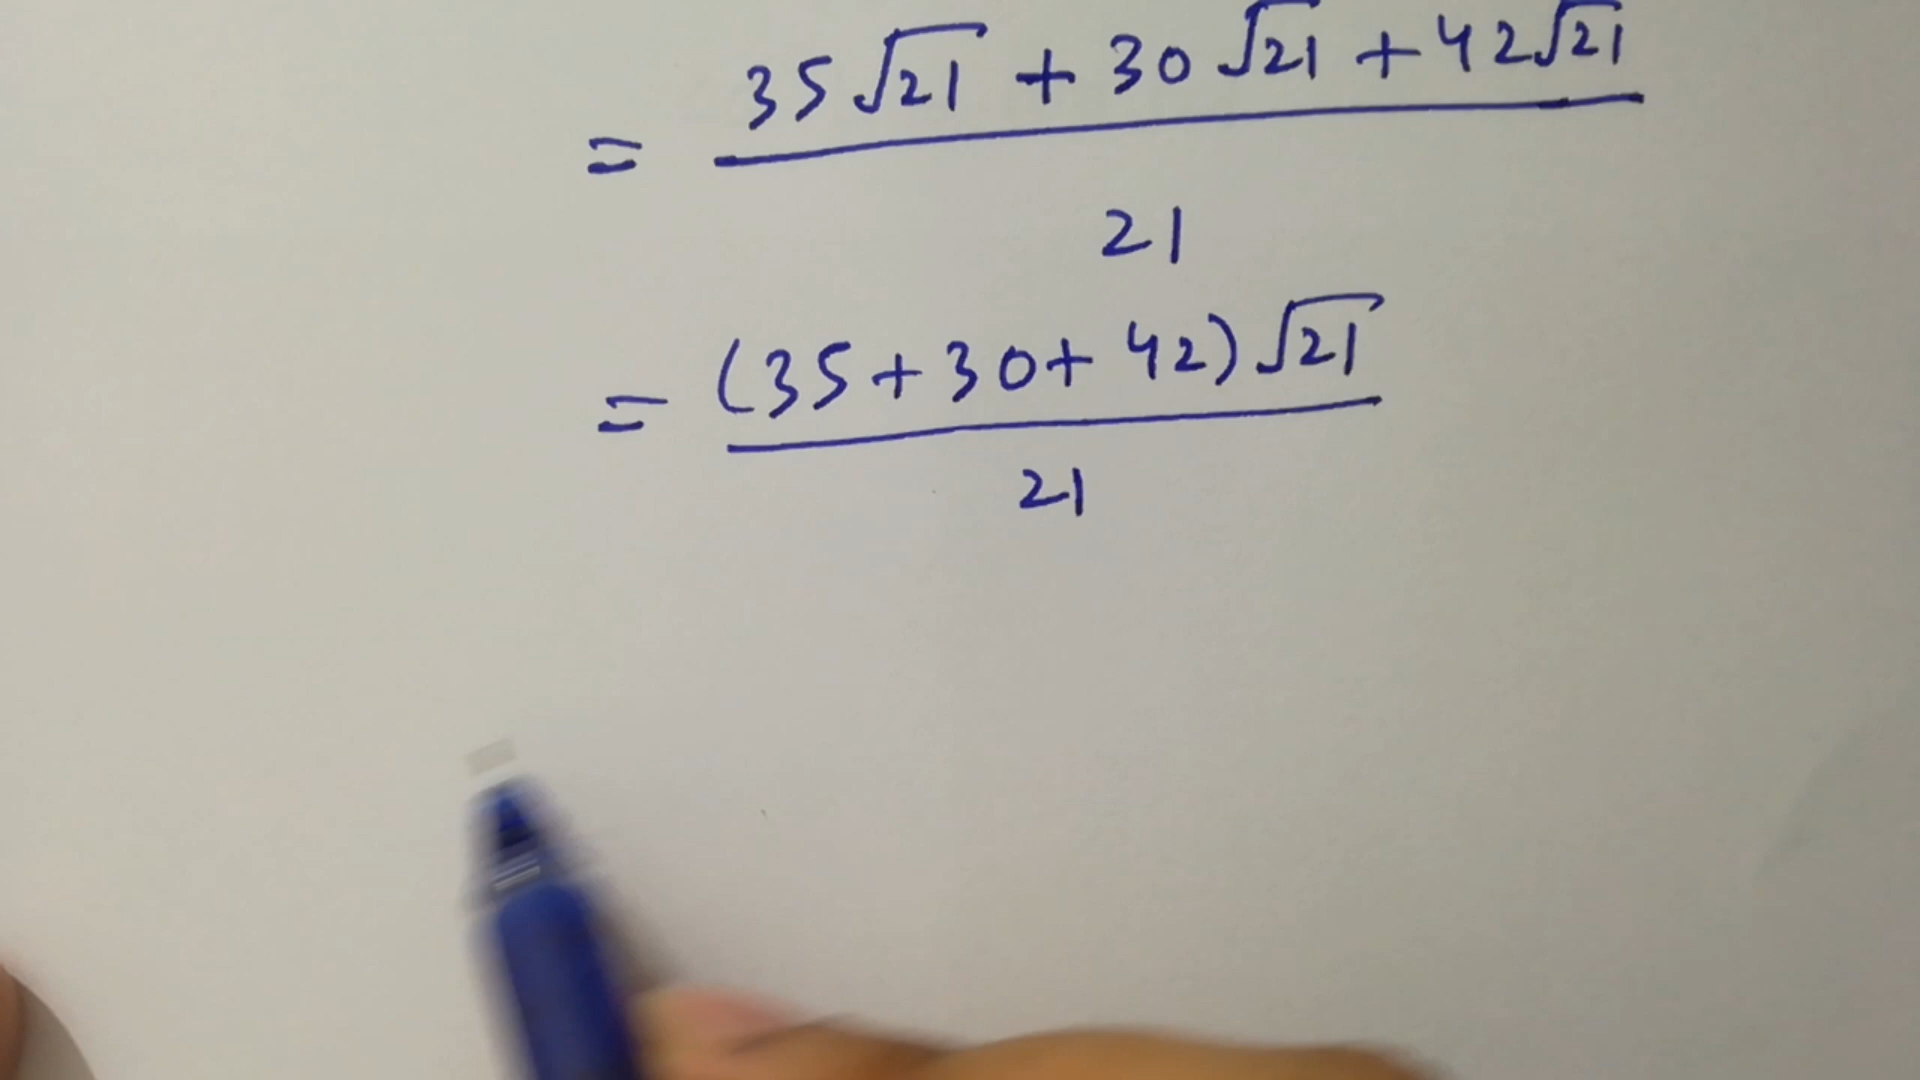 = 35√21 + 30√21 + 42√21
21
= (35+30+42)√21
21